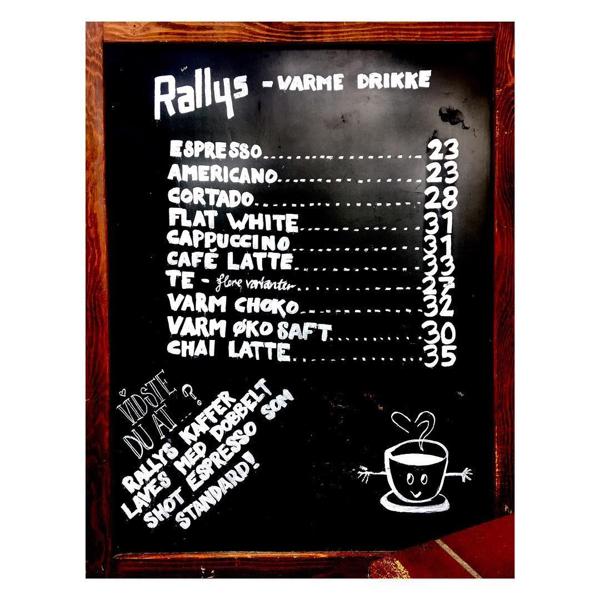 Rallys - VARME DRIKKE
ESPRESSO.......................23
AMERICANO.....................23
CORTADO........................28
FLAT WHITE....................31
CAPPUCCINO....................31
CAFÉ LATTE....................33
TE - flere varianter..............27
VARM CHOKO...................32
VARM ØKO SAFT...............30
CHAI LATTE....................35
VIDSTE
DU AT...?
RALLYS KAFFER
LAVES MED DOBBELT
SHOT ESPRESSO SOM
STANDARD!